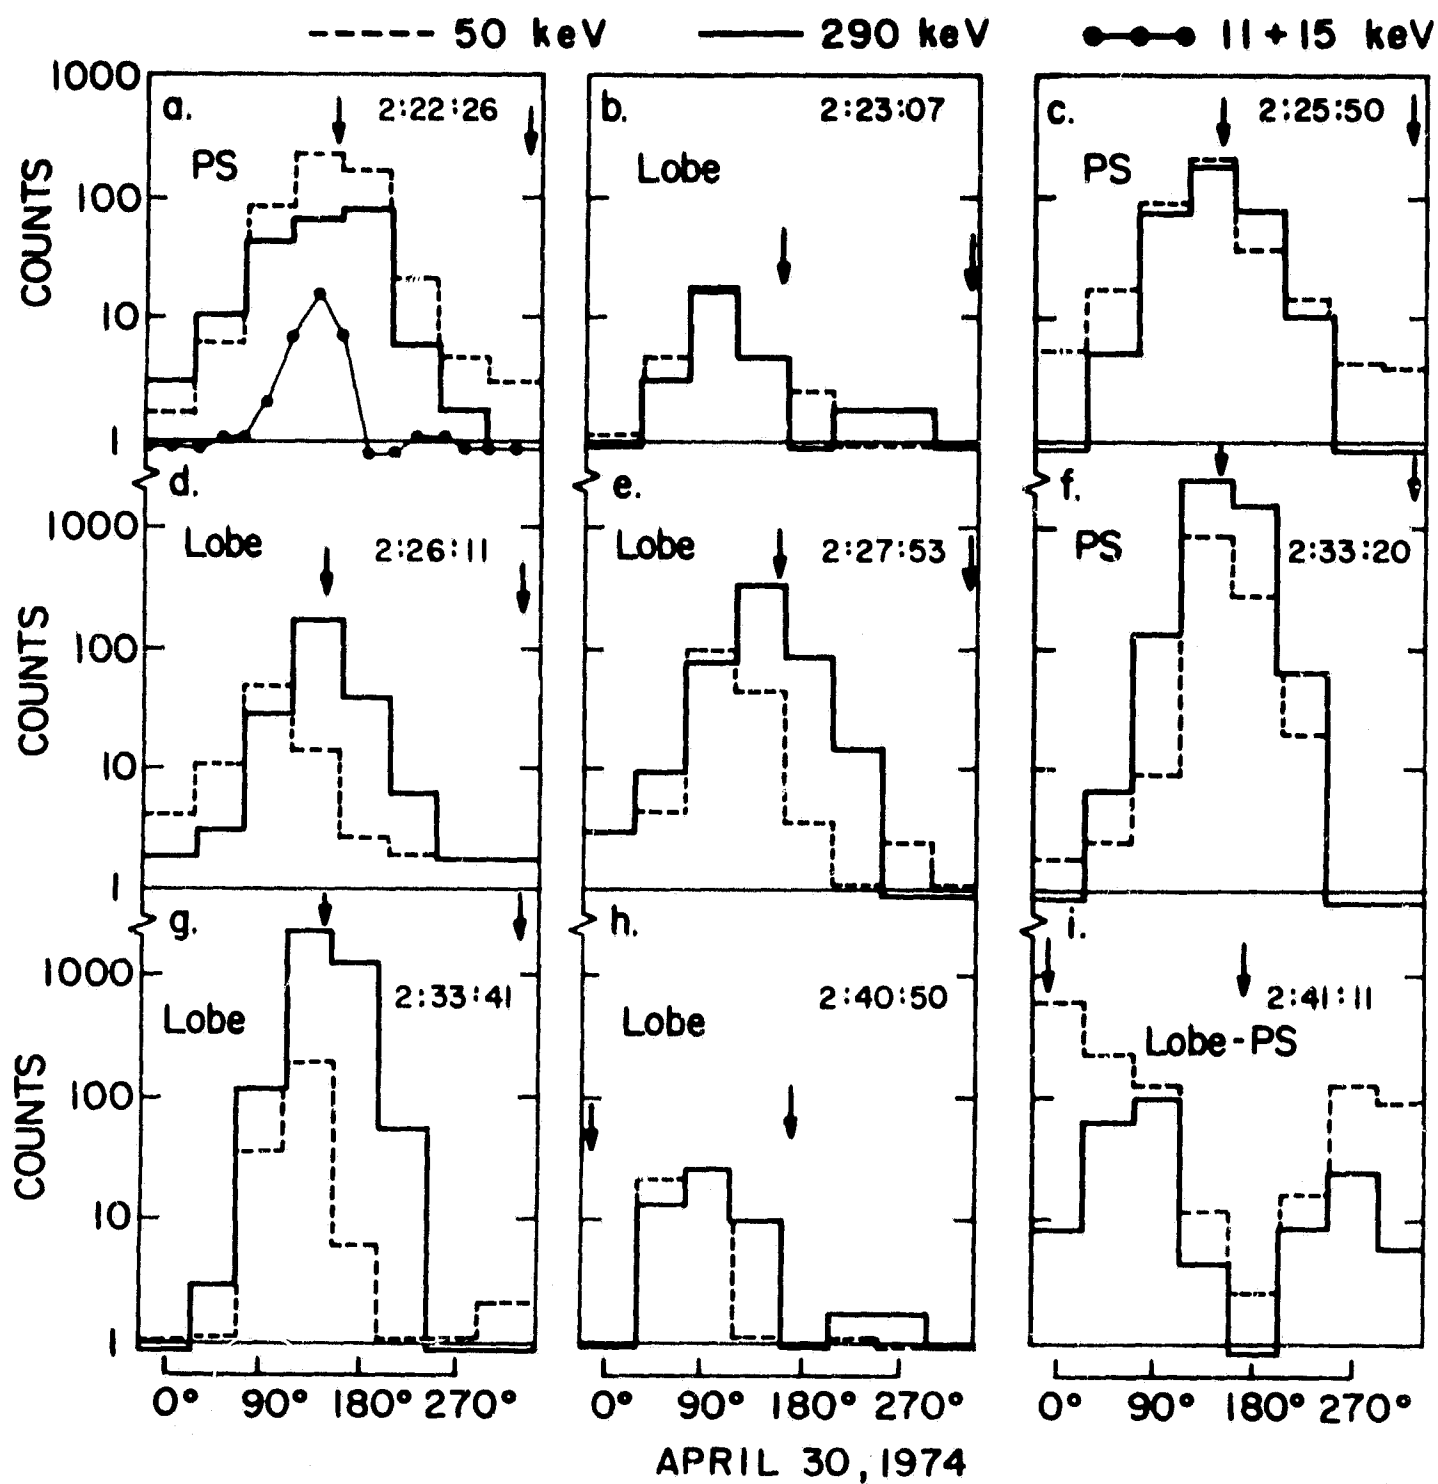 50 keV 290 keV 11+15 keV
1000
100
10
1
COUNTS
a. 2:22:26
PS
b. 2:23:07
Lobe
c. 2:25:50
PS
1000
100
10
1
COUNTS
d.
Lobe 2:26:11
e.
Lobe 2:27:53
f.
PS 2:33:20
1000
100
10
1
COUNTS
g.
2:33:41
Lobe
h.
2:40:50
Lobe
i.
2:41:11
Lobe-PS
0° 90° 180° 270°
0° 90° 180° 270°
0° 90° 180° 270°
APRIL 30, 1974